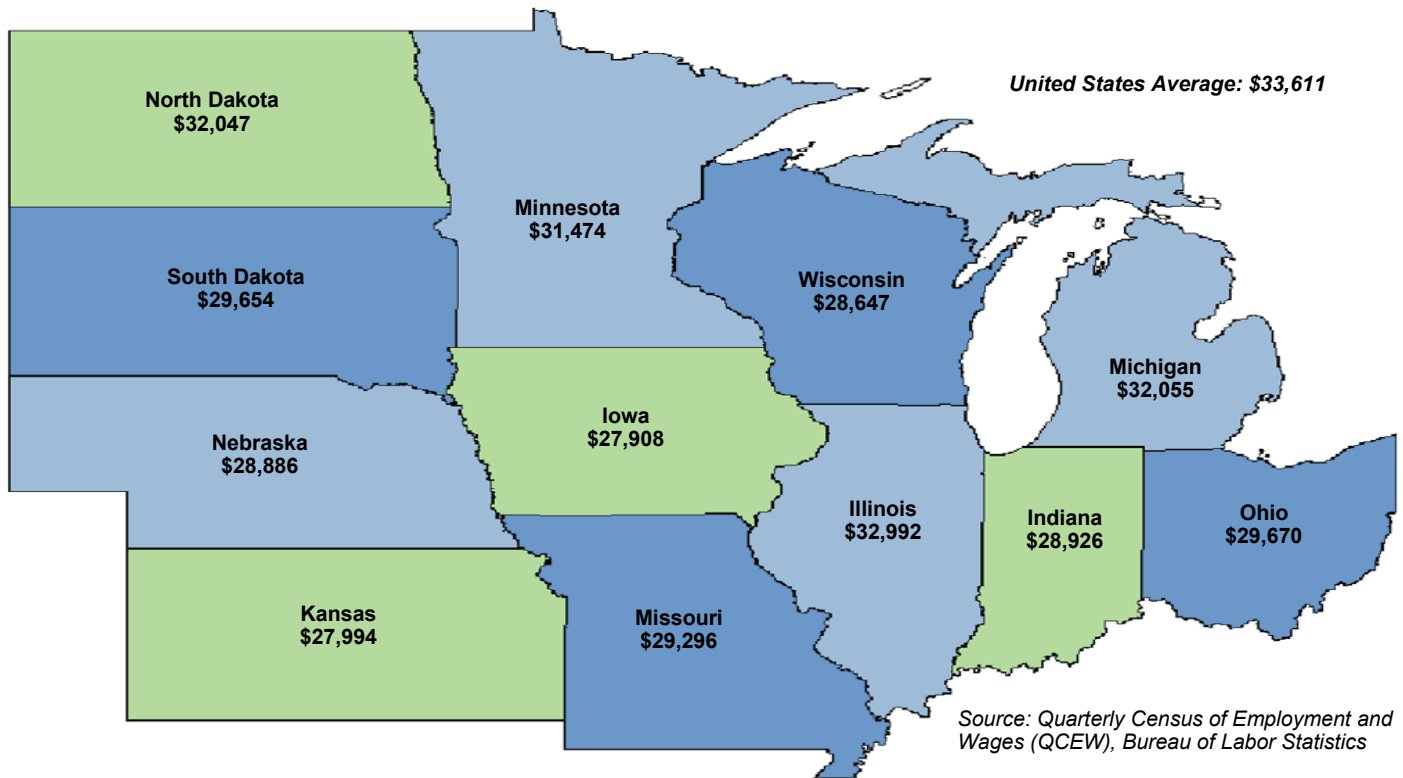 United States Average: $33,611
North Dakota
$32,047
Minnesota
$31,474
South Dakota
$29,654
Wisconsin
$28,647
Michigan
$32,055
Iowa
$27,908
Nebraska
$28,886
Illinois
$32,992
Indiana
$28,926
Ohio
$29,670
Kansas
$27,994
Missouri
$29,296
Source: Quarterly Census of Employment and
Wages (QCEW), Bureau of Labor Statistics